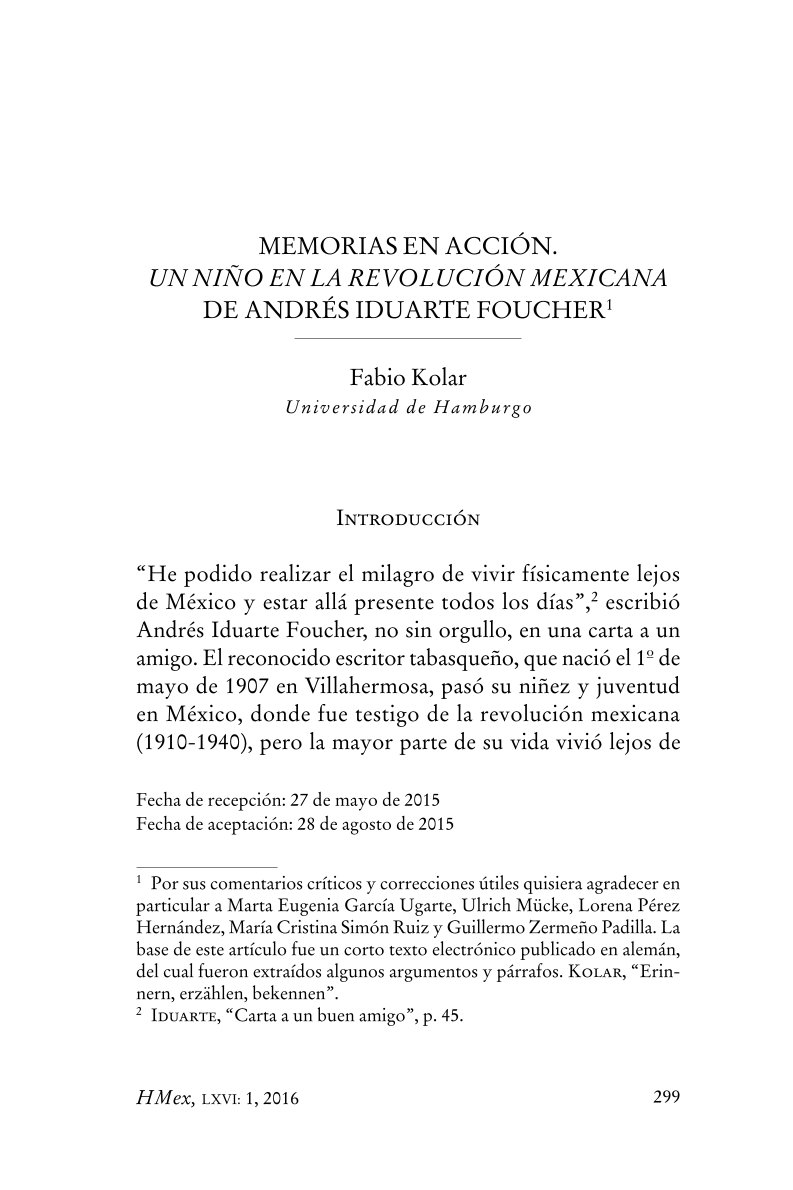 MEMORIAS EN ACCIÓN.
UN NIÑO EN LA REVOLUCIÓN MEXICANA
DE ANDRÉS IDUARTE FOUCHER¹
Fabio Kolar
Universidad de Hamburgo
Introducción
“He podido realizar el milagro de vivir físicamente lejos
de México y estar allá presente todos los días”,² escribió
Andrés Iduarte Foucher, no sin orgullo, en una carta a un
amigo. El reconocido escritor tabasqueño, que nació el 1º de
mayo de 1907 en Villahermosa, pasó su niñez y juventud
en México, donde fue testigo de la revolución mexicana
(1910-1940), pero la mayor parte de su vida vivió lejos de
Fecha de recepción: 27 de mayo de 2015
Fecha de aceptación: 28 de agosto de 2015
¹ Por sus comentarios críticos y correcciones útiles quisiera agradecer en
particular a Marta Eugenia García Ugarte, Ulrich Mücke, Lorena Pérez
Hernández, María Cristina Simón Ruiz y Guillermo Zermeño Padilla. La
base de este artículo fue un corto texto electrónico publicado en alemán,
del cual fueron extraídos algunos argumentos y párrafos. Kolar, “Erin-
nern, erzählen, bekennen”.
² Iduarte, “Carta a un buen amigo”, p. 45.
HMex, LXVI: 1, 2016
299